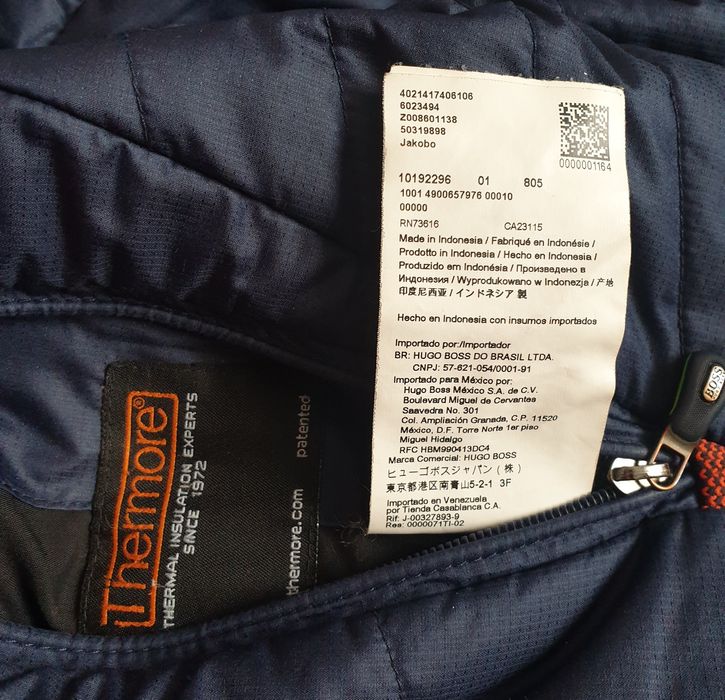 4021417406106
6023494
Z008601138
50319898
Jakobo
0000001164
10192296 01 805
1001 4900657976 00010
00000
RN73616 CA23115
Made in Indonesia / Fabriqué en Indonésie /
Prodotto in Indonesia / Hecho en Indonesia /
Produzido em Indonésia / Произведено в
Индонезии / Wyprodukowano w Indonezja / 产地
印度尼西亚 / インドネシア 製
Hecho en Indonesia con insumos importados
Importado por:/Importador
BR: HUGO BOSS DO BRASIL LTDA.
CNPJ: 57-621-054/0001-91
Importado para México por:
Hugo Boss México S.A. de C.V.
Boulevard Miguel de Cervantes
Saavedra No. 301
Col. Ampliación Granada, C.P. 11520
México, D.F. Torre Norte 1er piso
Miguel Hidalgo
RFC HBM990413DC4
Marca Comercial: HUGO BOSS
ヒューゴボスジャパン (株)
東京都港区南青山5-2-1 3F
Importado en Venezuela
por Tienda Casablanca C.A.
Rif: J-00327893-9
Res: 0000071TI-02
BOSS
HUGO BOSS
Thermore®
THERMAL INSULATION EXPERTS
SINCE 1972
thermore.com patented